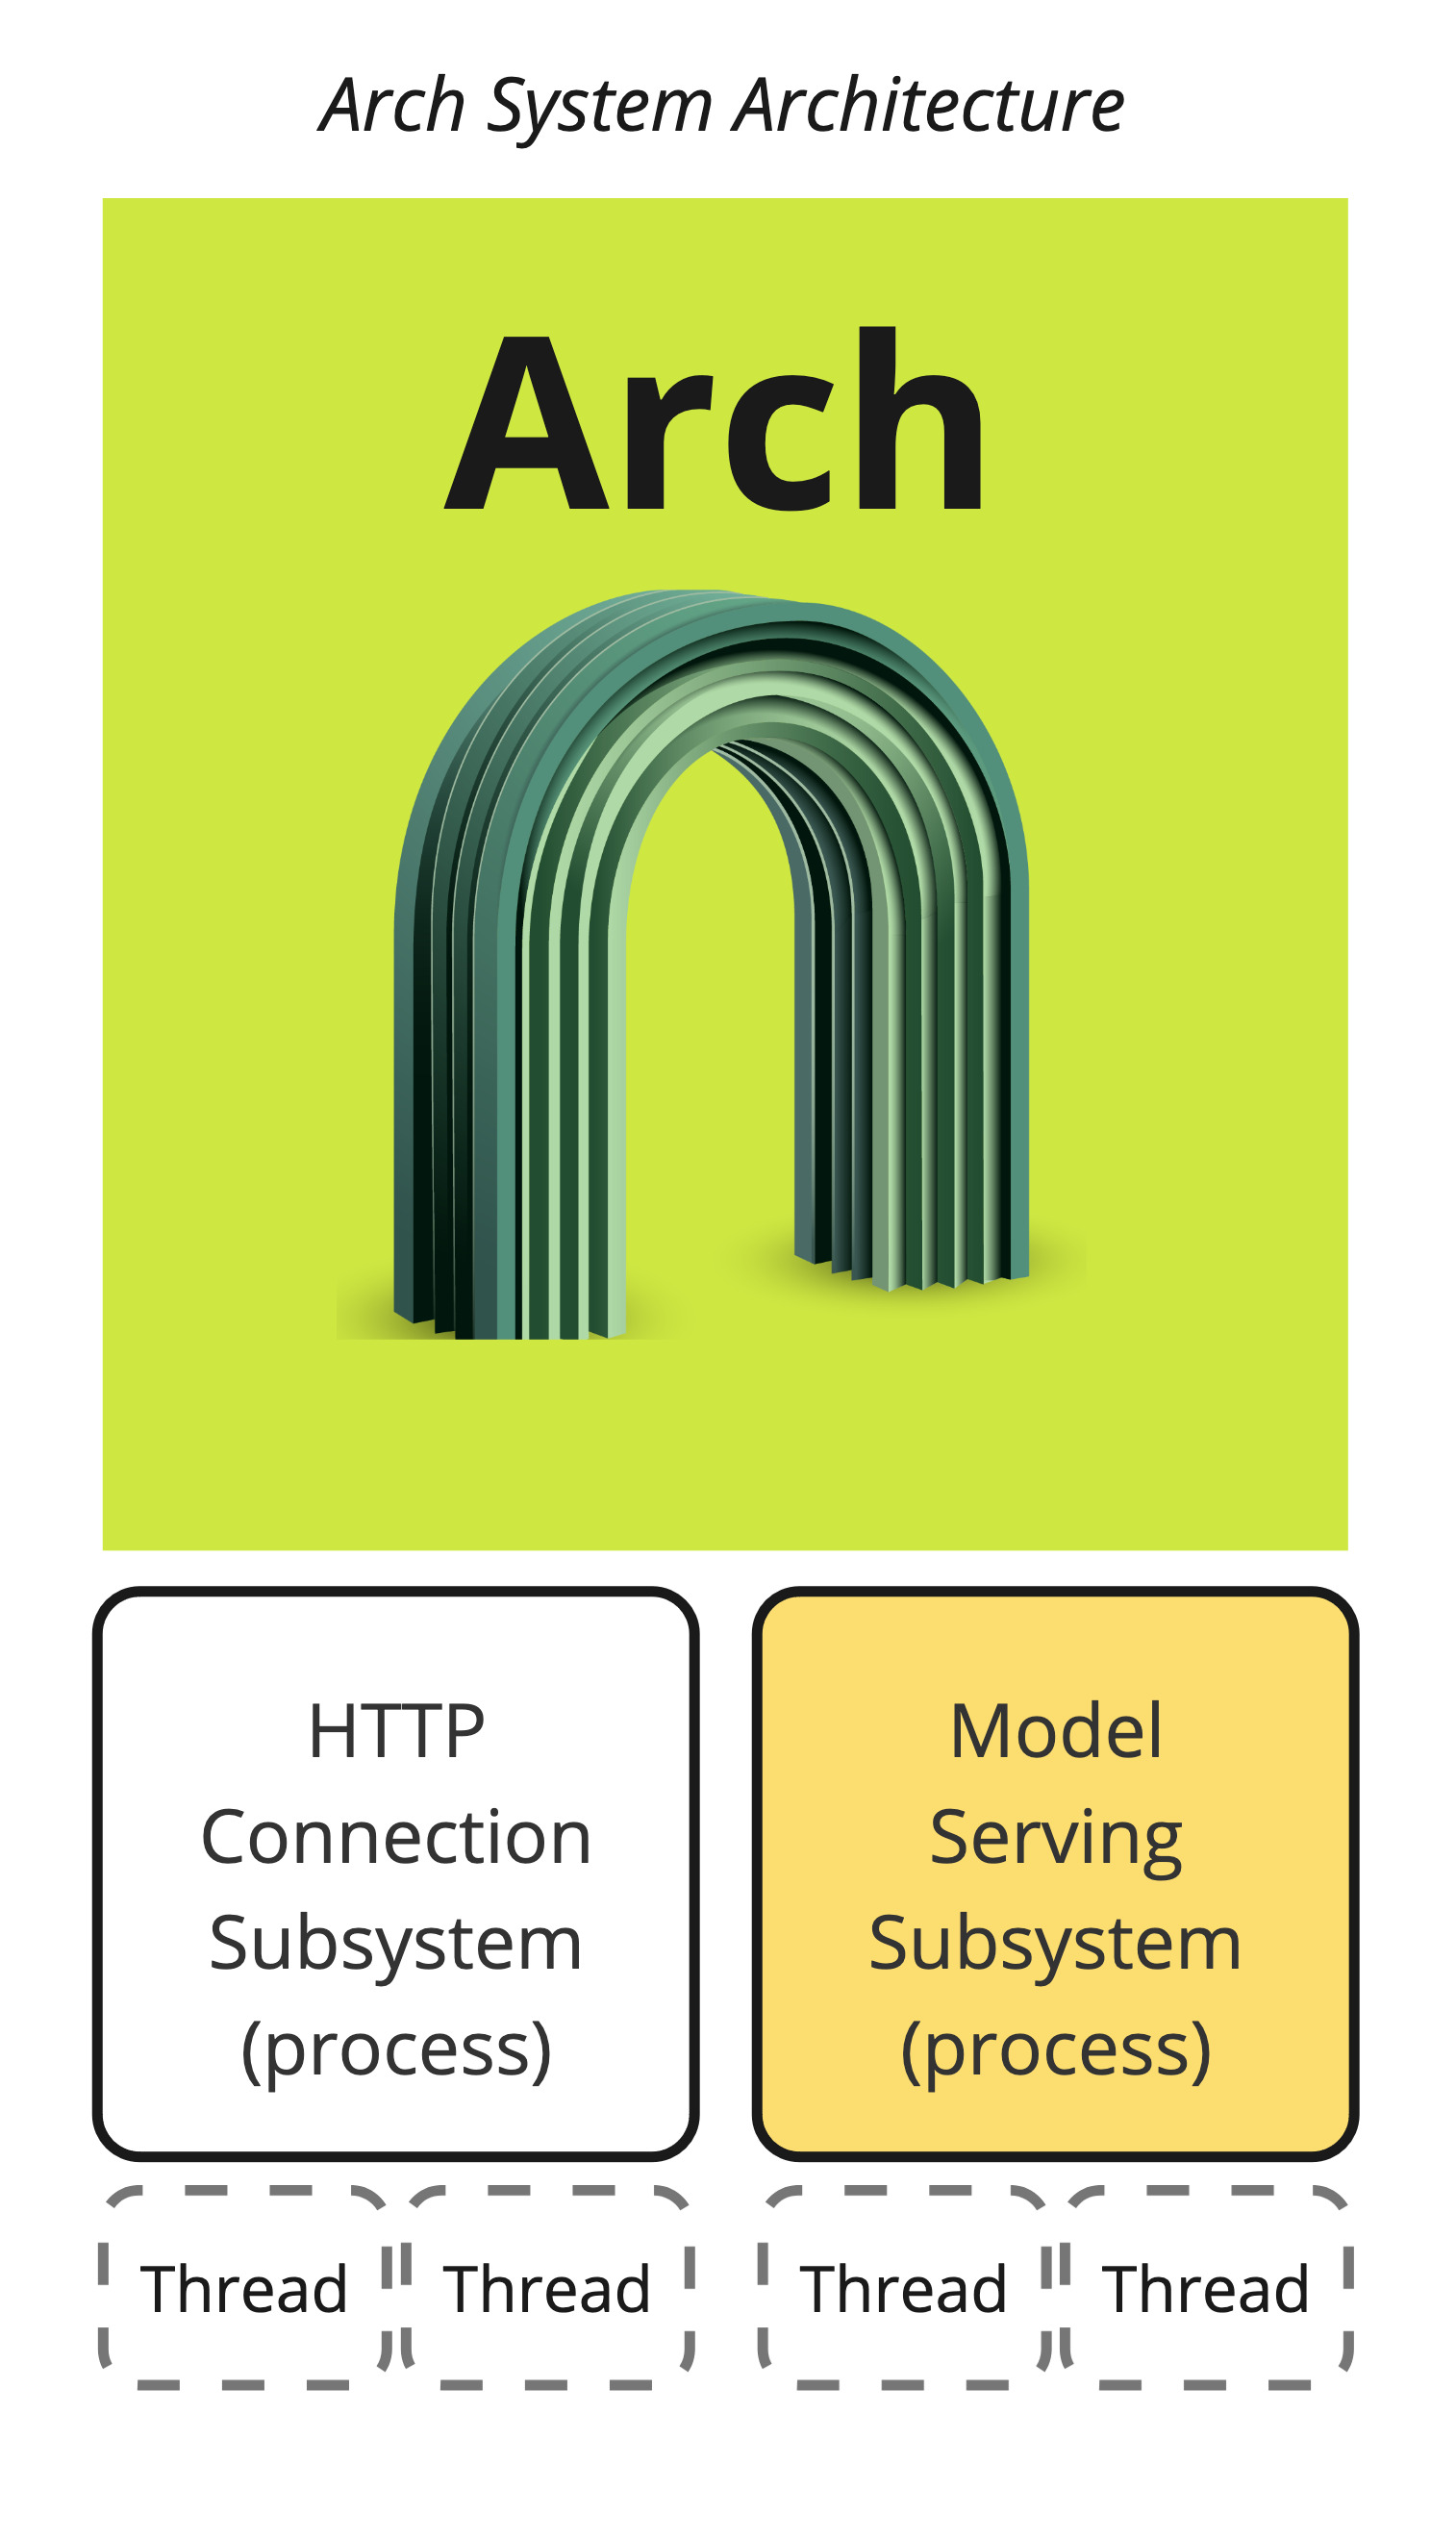 Arch System Architecture
Arch
HTTP
Connection
Subsystem
(process)
Model
Serving
Subsystem
(process)
Thread
Thread
Thread
Thread